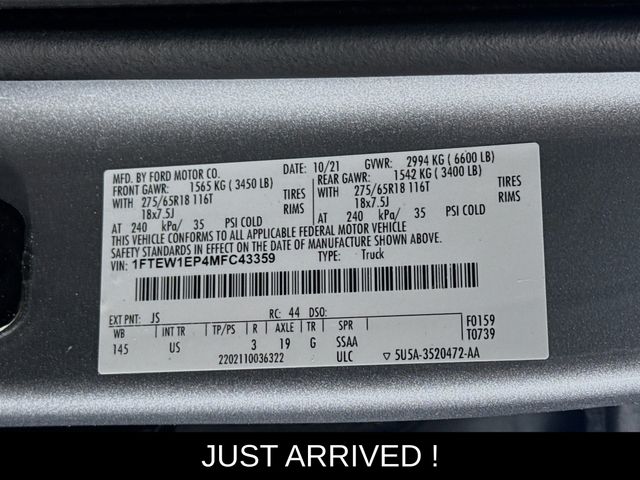 MFD. BY FORD MOTOR CO. DATE: 10/21 GVWR: 2994 KG ( 6600 LB)
FRONT GAWR: 1565 KG ( 3450 LB) REAR GAWR: 1542 KG ( 3400 LB)
WITH 275/65R18 116T TIRES WITH 275/65R18 116T TIRES
18x7.5J RIMS 18x7.5J RIMS
AT 240 kPa/ 35 PSI COLD AT 240 kPa/ 35 PSI COLD
THIS VEHICLE CONFORMS TO ALL APPLICABLE FEDERAL MOTOR VEHICLE
SAFETY AND THEFT PREVENTION STANDARDS IN EFFECT ON THE DATE OF MANUFACTURE SHOWN ABOVE.
VIN: 1FTEW1EP4MFC43359 TYPE: Truck
EXT PNT: JS RC: 44 DSO: F0159
WB INT TR TP/PS R AXLE TR SPR T0739
145 US 3 19 G SSAA
2202110036322 ULC 5U5A-3520472-AA
JUST ARRIVED !